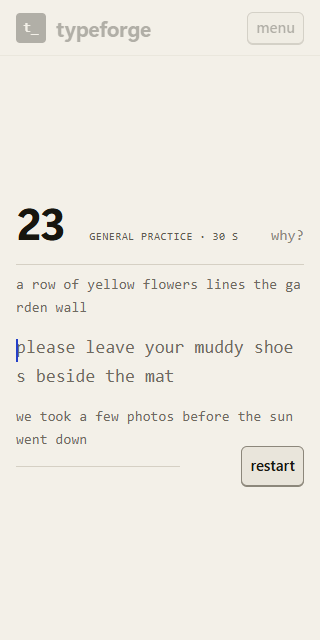 t_ typeforge menu
23 GENERAL PRACTICE · 30 S why?
a row of yellow flowers lines the ga
rden wall
please leave your muddy shoe
s beside the mat
we took a few photos before the sun
went down
restart